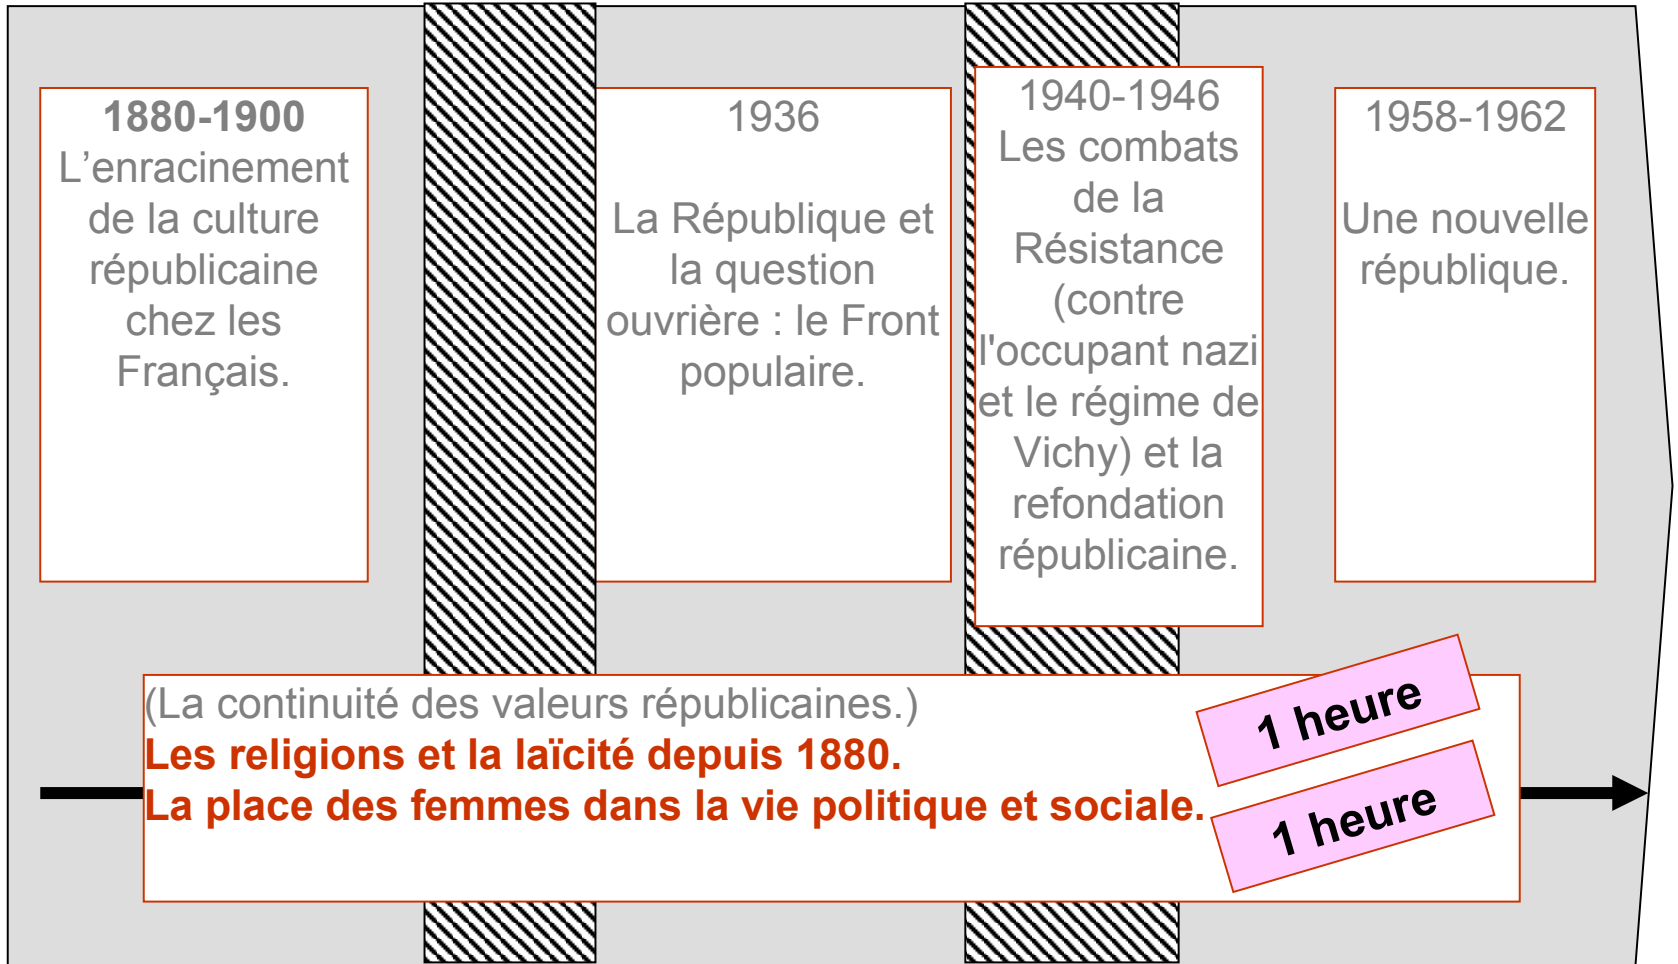 1880-1900
L’enracinement
de la culture
républicaine
chez les
Français.
1936
La République et
la question
ouvrière : le Front
populaire.
1940-1946
Les combats
de la
Résistance
(contre
l'occupant nazi
et le régime de
Vichy) et la
refondation
républicaine.
1958-1962
Une nouvelle
république.
(La continuité des valeurs républicaines.)
Les religions et la laïcité depuis 1880.
1 heure
La place des femmes dans la vie politique et sociale.
1 heure